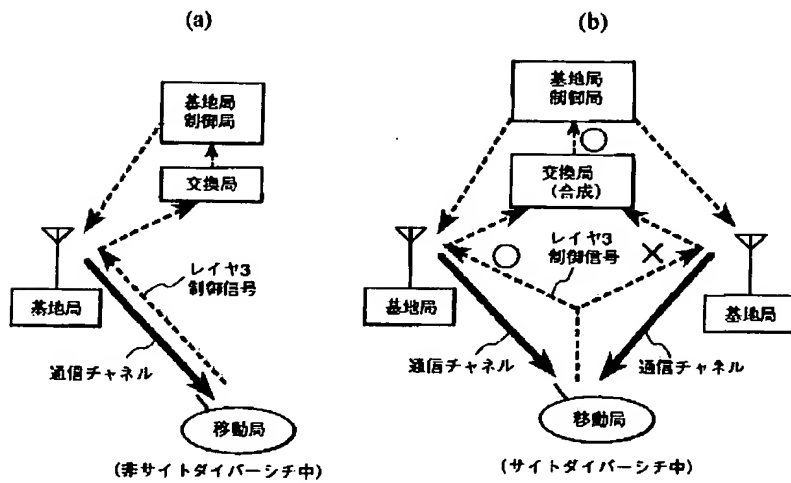 (a)
基地局
制御局
交換局
レイヤ3
制御信号
基地局
通信チャネル
移動局
(非サイトダイバーシチ中)
(b)
基地局
制御局
交換局
(合成)
レイヤ3
制御信号
基地局
基地局
通信チャネル
通信チャネル
移動局
(サイトダイバーシチ中)